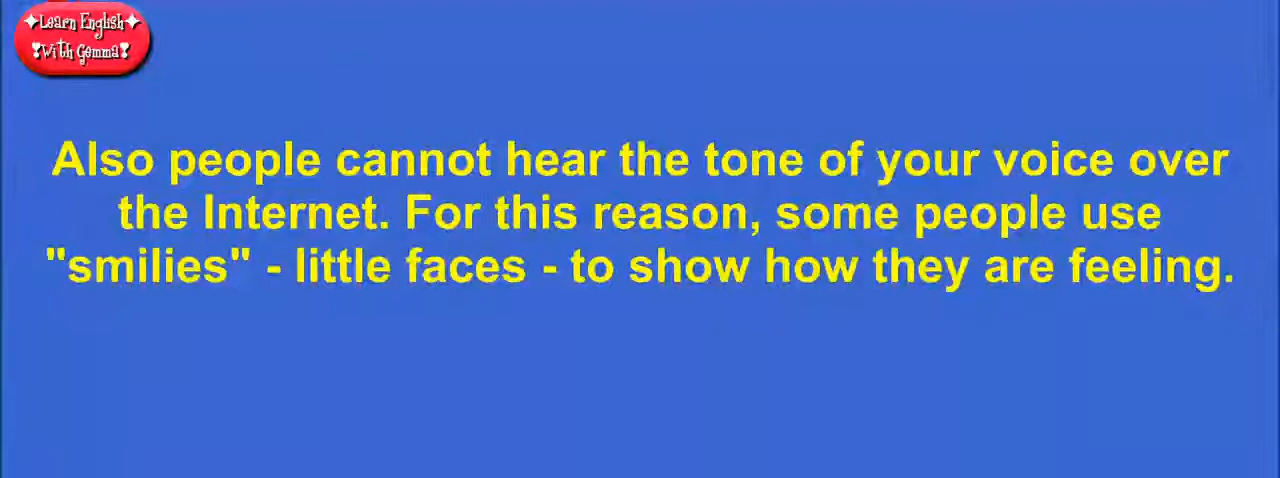 ✦Learn English✦
❣With Gemma❣
Also people cannot hear the tone of your voice over
the Internet. For this reason, some people use
"smilies" - little faces - to show how they are feeling.